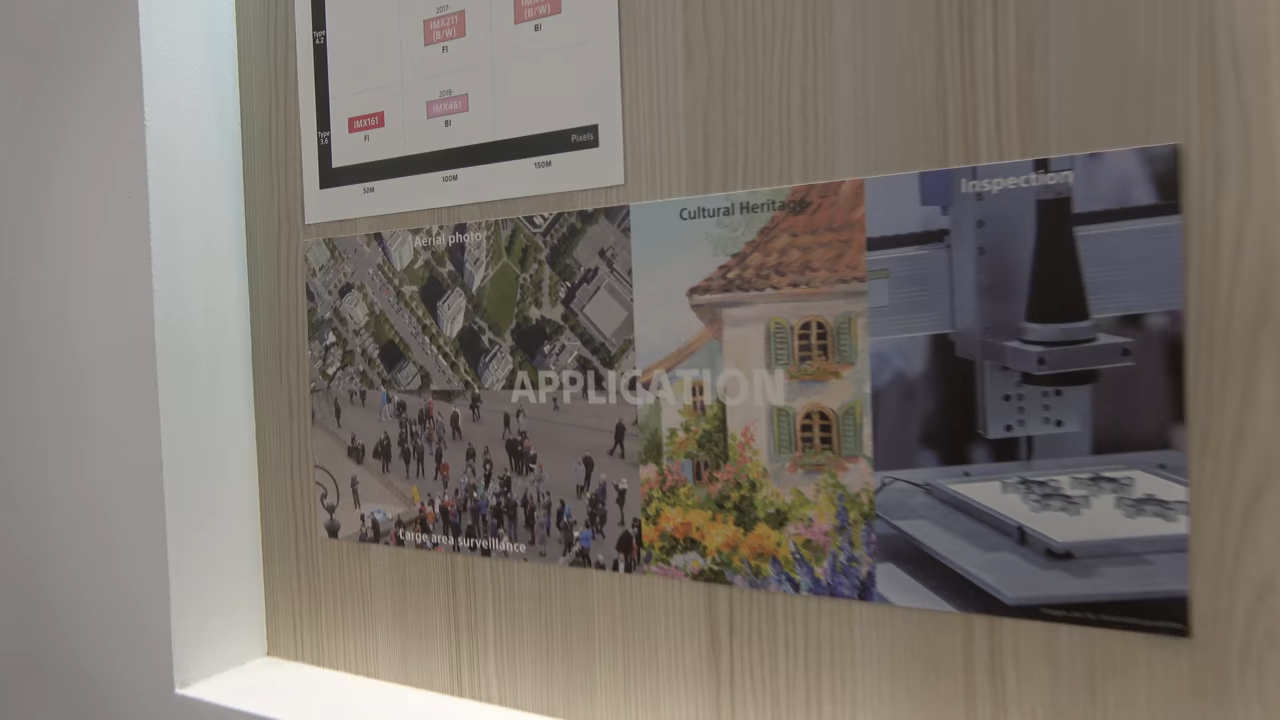 2017-
IMX211
(B/W)
FI
(B/W)
BI
Type
4.2
2018-
IMX461
BI
IMX161
FI
Type
3.6
Pixels
50M
100M
150M
Aerial photo
Cultural Heritage
Inspection
APPLICATION
Large area surveillance